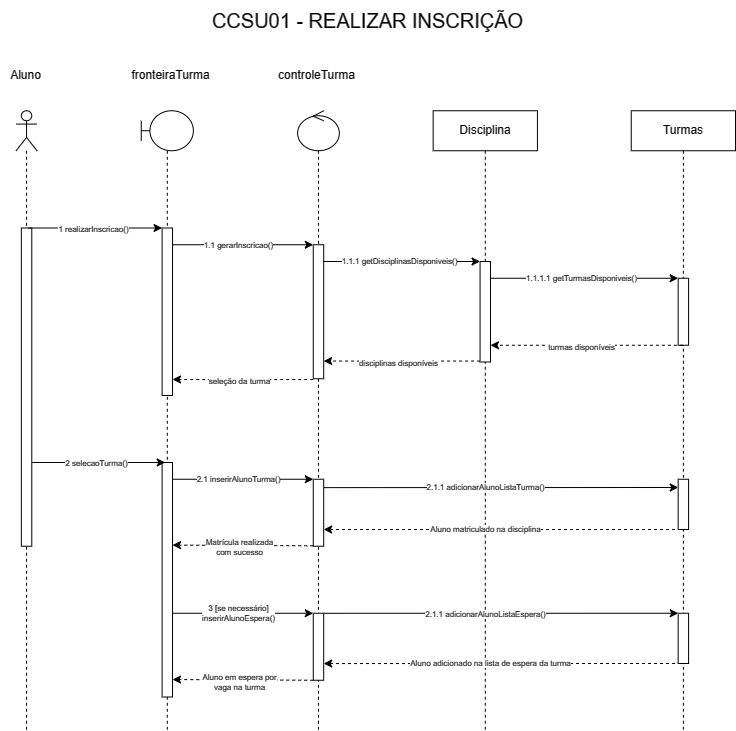 CCSU01 - REALIZAR INSCRIÇÃO
Aluno
fronteiraTurma
controleTurma
Disciplina
Turmas
1 realizarInscricao()
1.1 gerarInscricao()
1.1.1 getDisciplinasDisponiveis()
1.1.1.1 getTurmasDisponiveis()
turmas disponíveis
disciplinas disponíveis
seleção da turma
2 selecaoTurma()
2.1 inserirAlunoTurma()
2.1.1 adicionarAlunoListaTurma()
Aluno matriculado na disciplina
Matrícula realizada
com sucesso
3 [se necessário]
inserirAlunoEspera()
2.1.1 adicionarAlunoListaEspera()
Aluno adicionado na lista de espera da turma
Aluno em espera por
vaga na turma